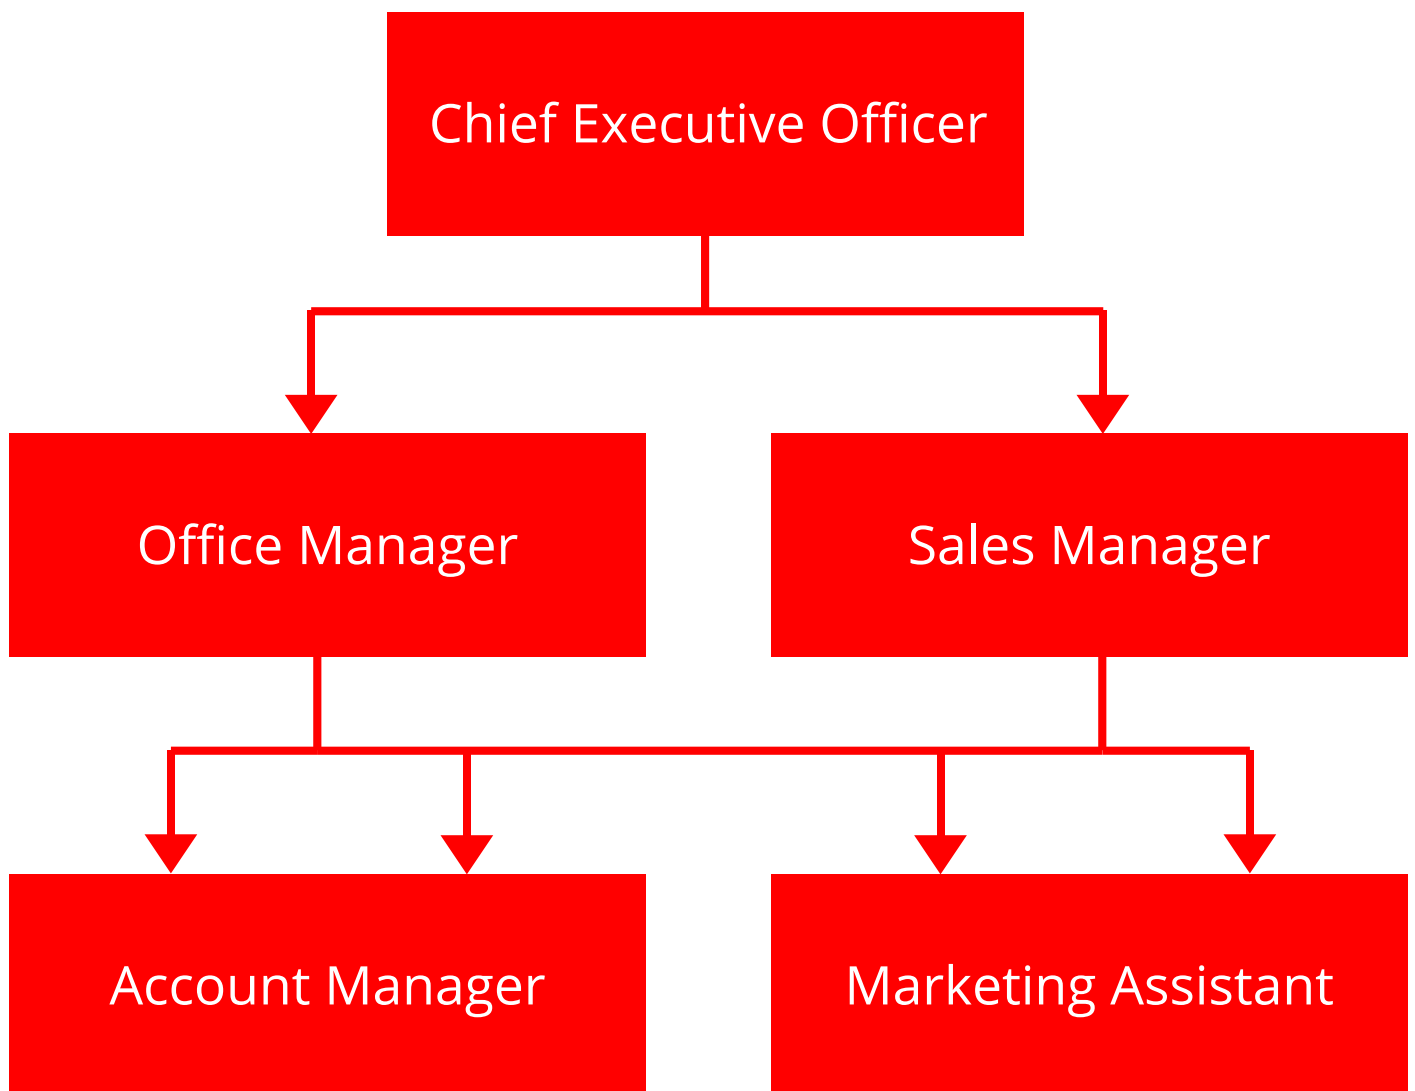 Chief Executive Officer
Office Manager
Sales Manager
Account Manager
Marketing Assistant